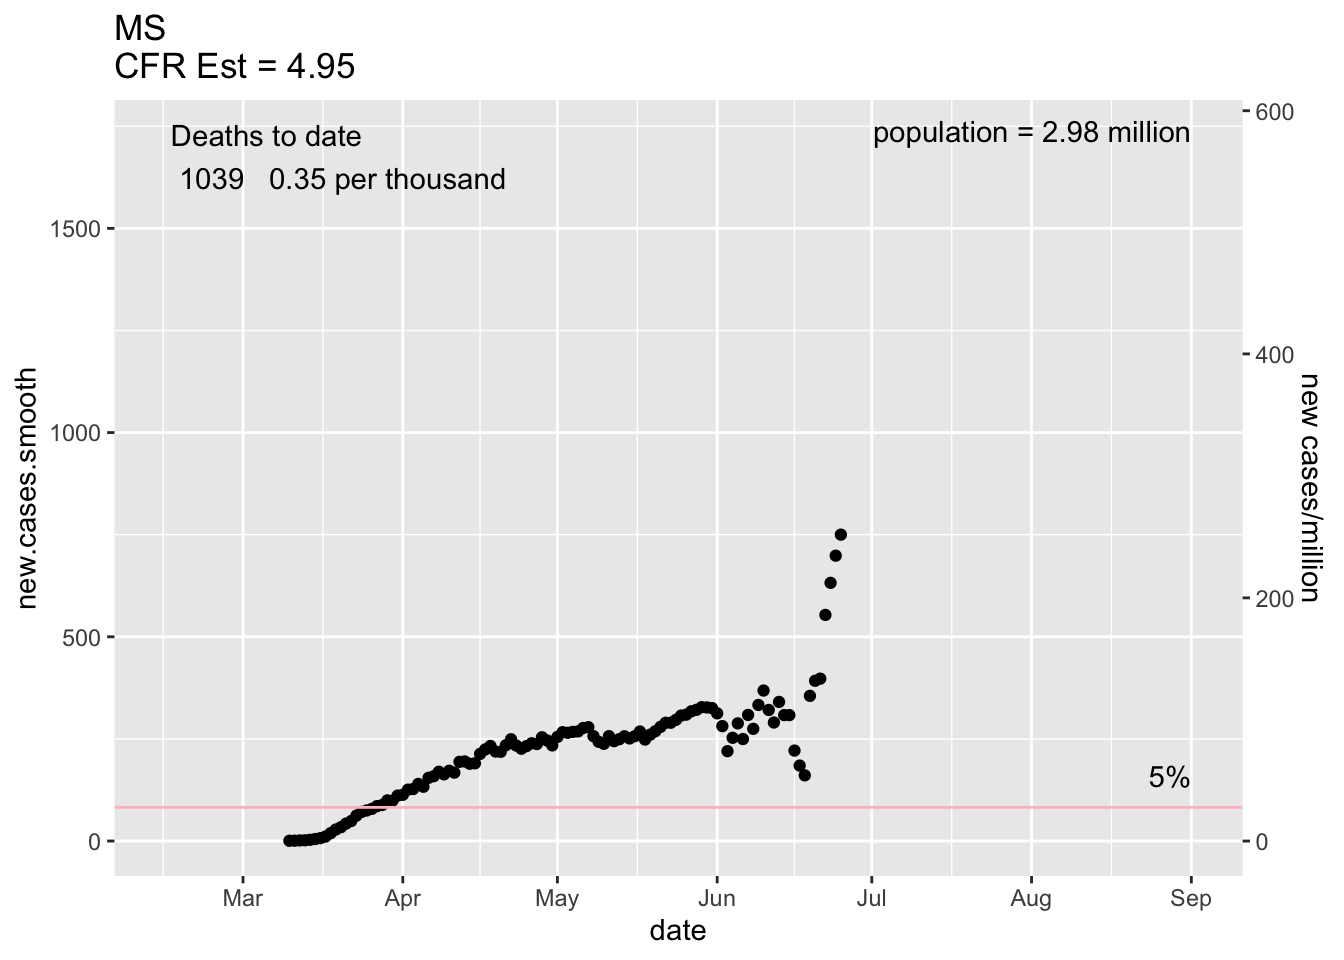 MS
CFR Est = 4.95
Deaths to date
1039 0.35 per thousand
population = 2.98 million
600
1500
400
1000
200
500
5%
0
0
new.cases.smooth
new cases/million
Mar Apr May Jun Jul Aug Sep
date